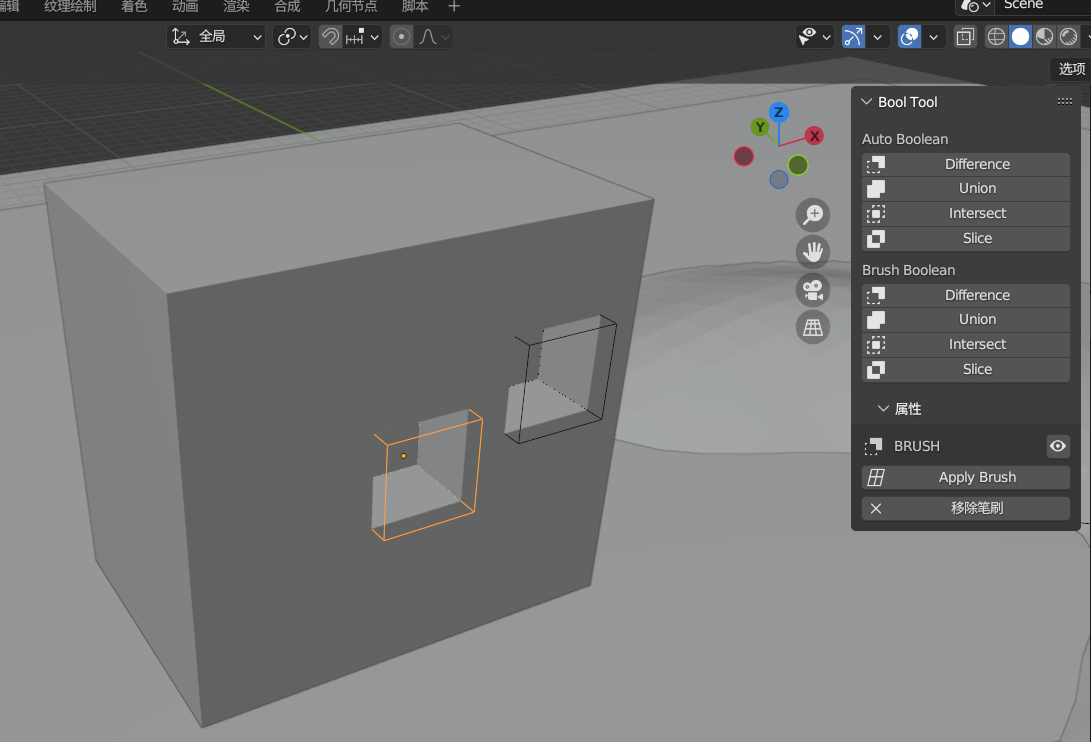 编辑 纹理绘制 着色 动画 渲染 合成 几何节点 脚本 +
Scene
全局
选项
Bool Tool
Z
Y
X
Auto Boolean
Difference
Union
Intersect
Slice
Brush Boolean
Difference
Union
Intersect
Slice
属性
BRUSH
Apply Brush
移除笔刷